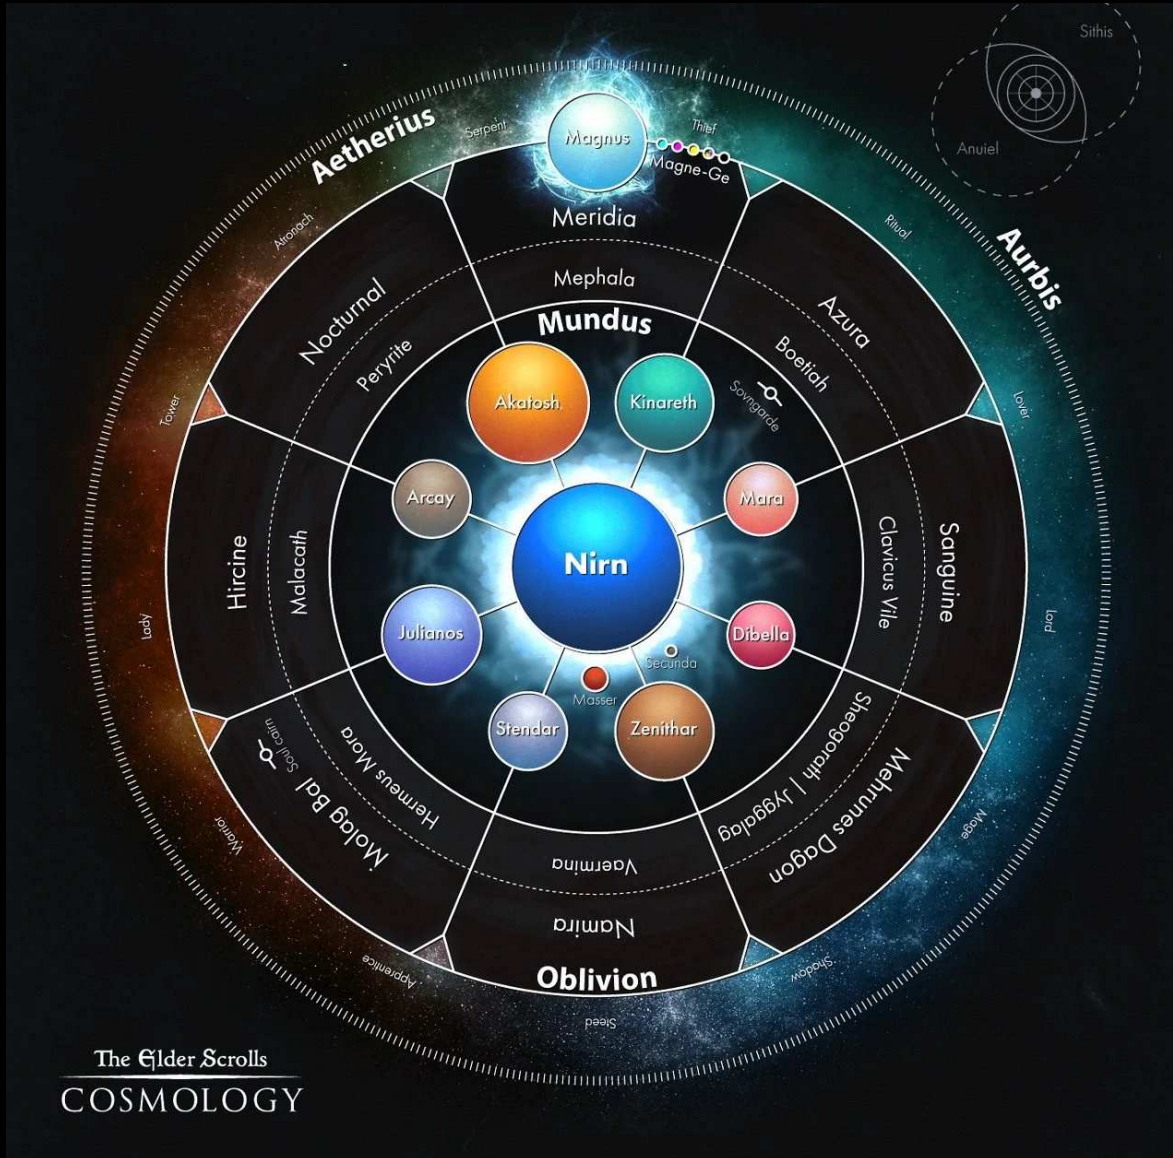 Sithis
Anuiel
Aetherius
Aurbis
Serpent
Magnus
Thief
Magne-Ge
Atronach
Ritual
Meridia
Mephala
Nocturnal
Peryrite
Azura
Boetiah
Mundus
Akatosh
Kinareth
Sovngarde
Tower
Lover
Arcay
Mara
Hircine
Malacath
Nirn
Clavicus Vile
Sanguine
Lady
Lord
Julianos
Dibella
Secunda
Masser
Stendar
Zenithar
Soul cairn
Molag Bal
Hermeus Mora
Sheogorath | Jyggalag
Mehrunes Dagon
Warrior
Mage
Vaermina
Namira
Oblivion
Apprentice
Shadow
Steed
The Elder Scrolls
COSMOLOGY